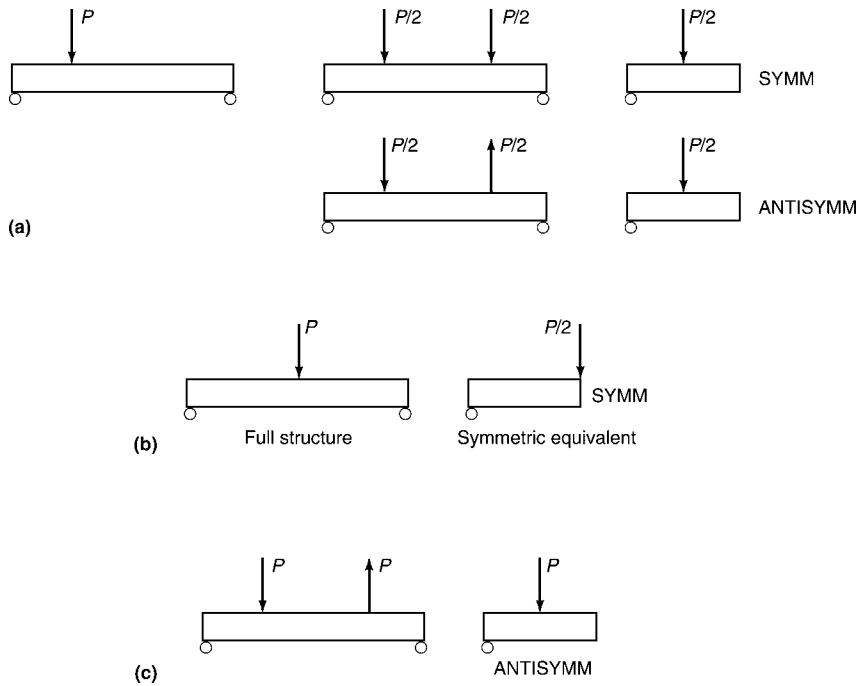 P
P/2 P/2 P/2
SYMM
P/2 P/2 P/2
ANTISYMM
(a)
P P/2
SYMM
(b) Full structure Symmetric equivalent
P P P
(c) ANTISYMM